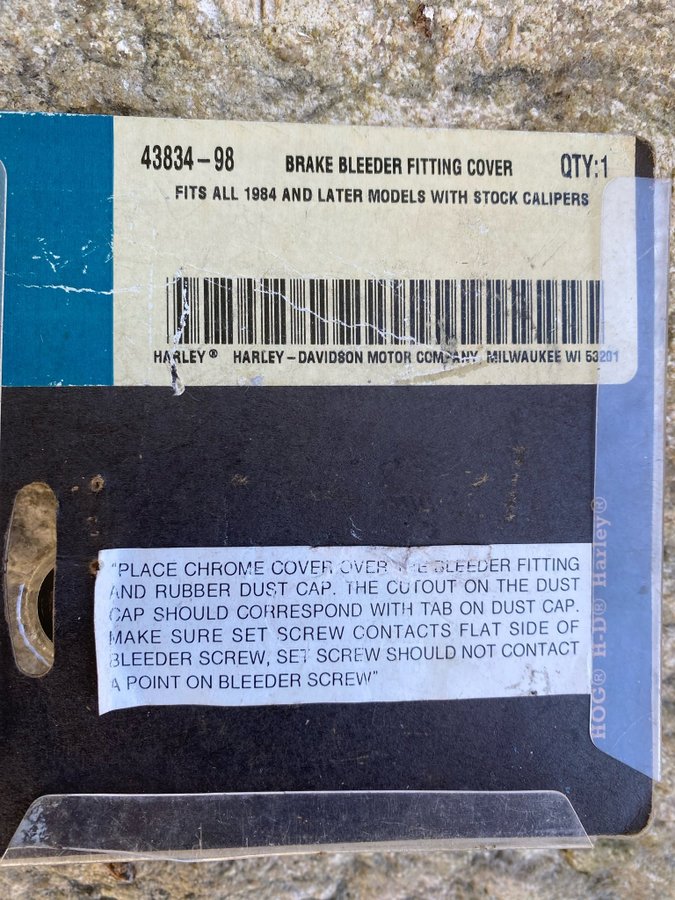 43834-98 BRAKE BLEEDER FITTING COVER QTY:1
FITS ALL 1984 AND LATER MODELS WITH STOCK CALIPERS
HARLEY® HARLEY-DAVIDSON MOTOR COMPANY, MILWAUKEE WI 53201
"PLACE CHROME COVER OVER THE BLEEDER FITTING
AND RUBBER DUST CAP. THE CUTOUT ON THE DUST
CAP SHOULD CORRESPOND WITH TAB ON DUST CAP.
MAKE SURE SET SCREW CONTACTS FLAT SIDE OF
BLEEDER SCREW, SET SCREW SHOULD NOT CONTACT
A POINT ON BLEEDER SCREW"
HOG® H-D® Harley®